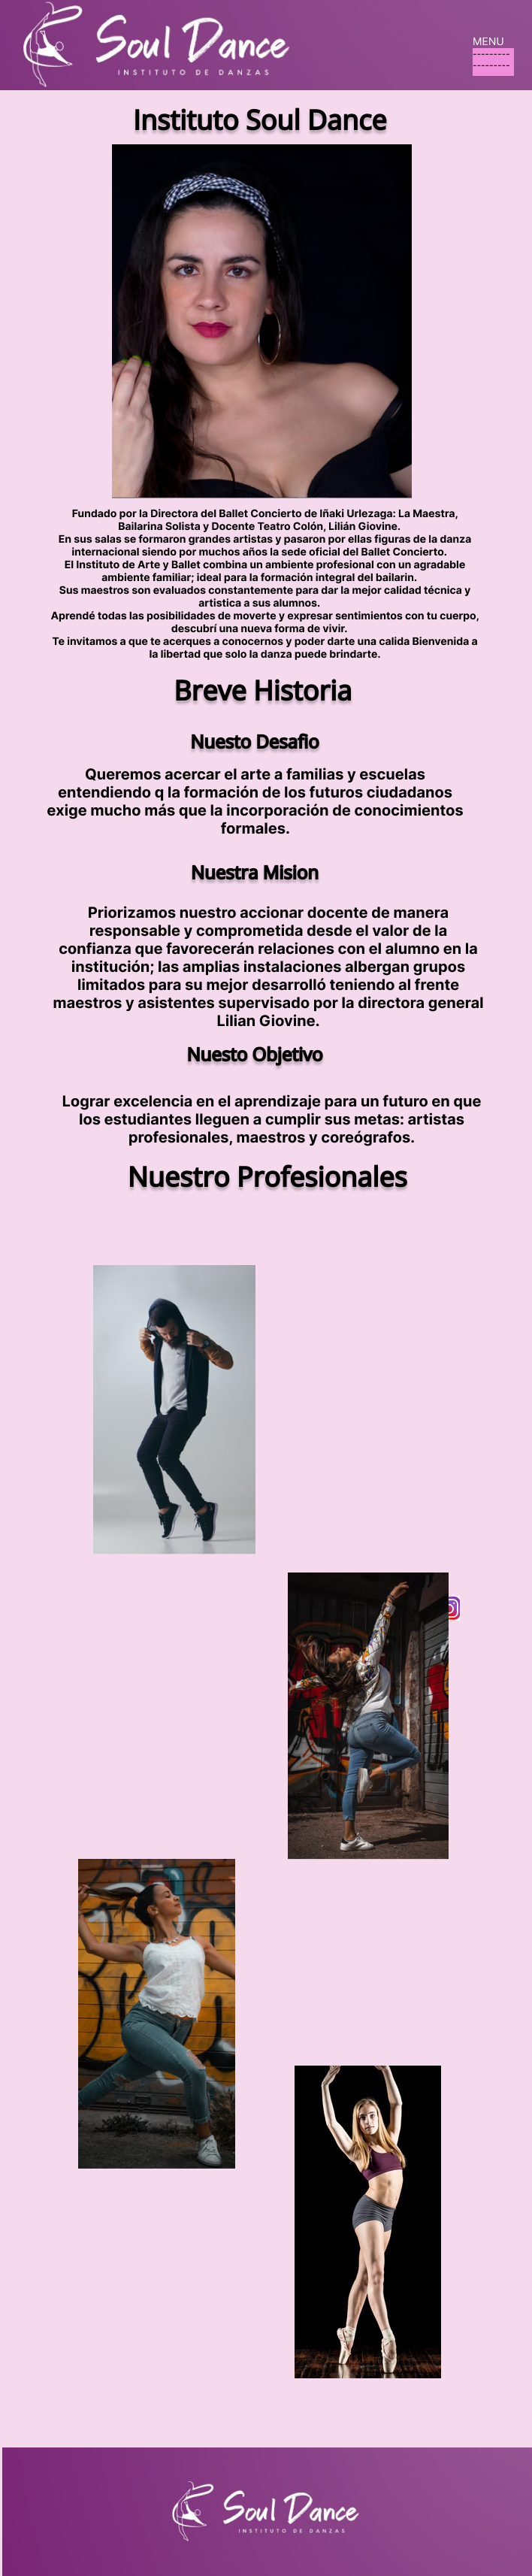 Soul Dance
INSTITUTO DE DANZAS
MENU
---------
---------
Instituto Soul Dance
Fundado por la Directora del Ballet Concierto de Iñaki Urlezaga: La Maestra,
Bailarina Solista y Docente Teatro Colón, Lilián Giovine.
En sus salas se formaron grandes artistas y pasaron por ellas figuras de la danza
internacional siendo por muchos años la sede oficial del Ballet Concierto.
El Instituto de Arte y Ballet combina un ambiente profesional con un agradable
ambiente familiar; ideal para la formación integral del bailarin.
Sus maestros son evaluados constantemente para dar la mejor calidad técnica y
artistica a sus alumnos.
Aprendé todas las posibilidades de moverte y expresar sentimientos con tu cuerpo,
descubrí una nueva forma de vivir.
Te invitamos a que te acerques a conocernos y poder darte una calida Bienvenida a
la libertad que solo la danza puede brindarte.
Breve Historia
Nuesto Desafio
Queremos acercar el arte a familias y escuelas
entendiendo q la formación de los futuros ciudadanos
exige mucho más que la incorporación de conocimientos
formales.
Nuestra Mision
Priorizamos nuestro accionar docente de manera
responsable y comprometida desde el valor de la
confianza que favorecerán relaciones con el alumno en la
institución; las amplias instalaciones albergan grupos
limitados para su mejor desarrolló teniendo al frente
maestros y asistentes supervisado por la directora general
Lilian Giovine.
Nuesto Objetivo
Lograr excelencia en el aprendizaje para un futuro en que
los estudiantes lleguen a cumplir sus metas: artistas
profesionales, maestros y coreógrafos.
Nuestro Profesionales
Soul Dance
INSTITUTO DE DANZAS